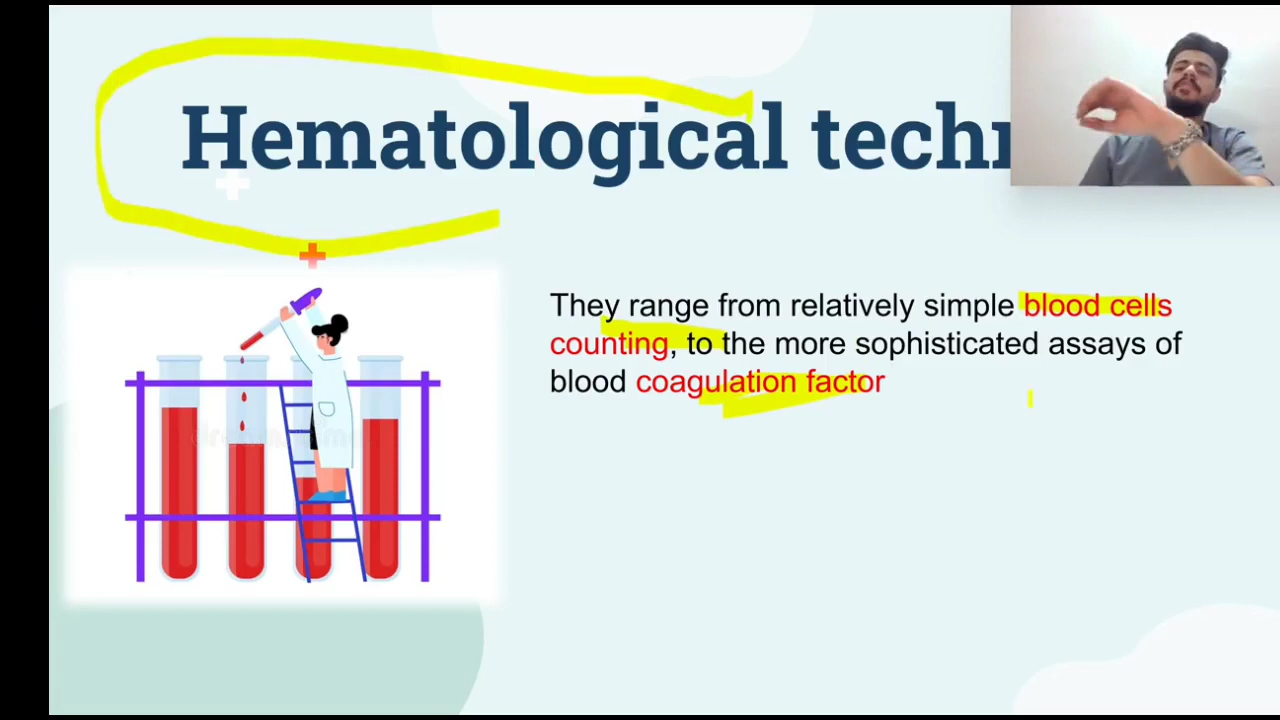 Hematological techn
They range from relatively simple blood cells
counting, to the more sophisticated assays of
blood coagulation factor